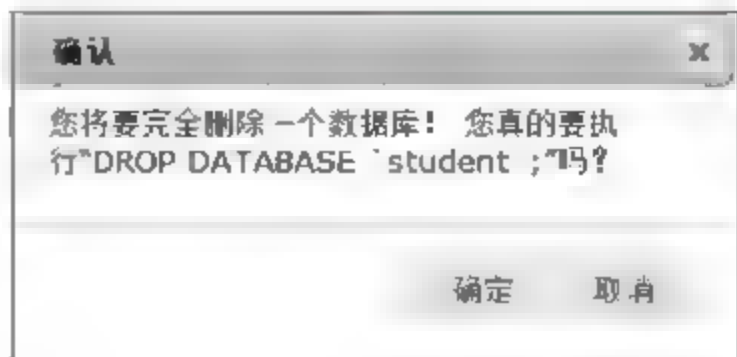 确认 x
您将要完全删除一个数据库！ 您真的要执
行"DROP DATABASE `student ;"吗?
确定 取消